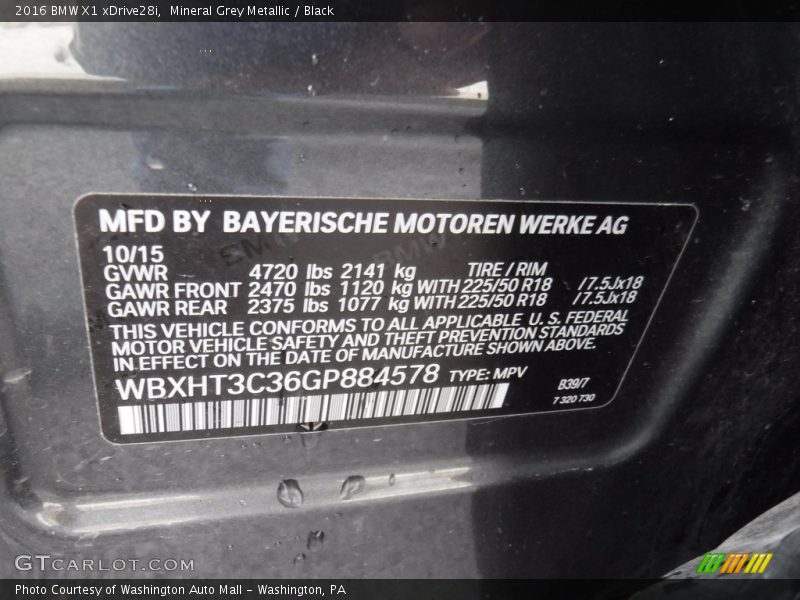 2016 BMW X1 xDrive28i, Mineral Grey Metallic / Black
MFD BY BAYERISCHE MOTOREN WERKE AG
10/15
GVWR 4720 lbs 2141 kg TIRE / RIM
GAWR FRONT 2470 lbs 1120 kg WITH 225/50 R18 /7.5Jx18
GAWR REAR 2375 lbs 1077 kg WITH 225/50 R18 /7.5Jx18
THIS VEHICLE CONFORMS TO ALL APPLICABLE U.S. FEDERAL
MOTOR VEHICLE SAFETY AND THEFT PREVENTION STANDARDS
IN EFFECT ON THE DATE OF MANUFACTURE SHOWN ABOVE.
WBXHT3C36GP884578 TYPE: MPV B39/7
7 320 730
GTCARLOT.COM
Photo Courtesy of Washington Auto Mall - Washington, PA